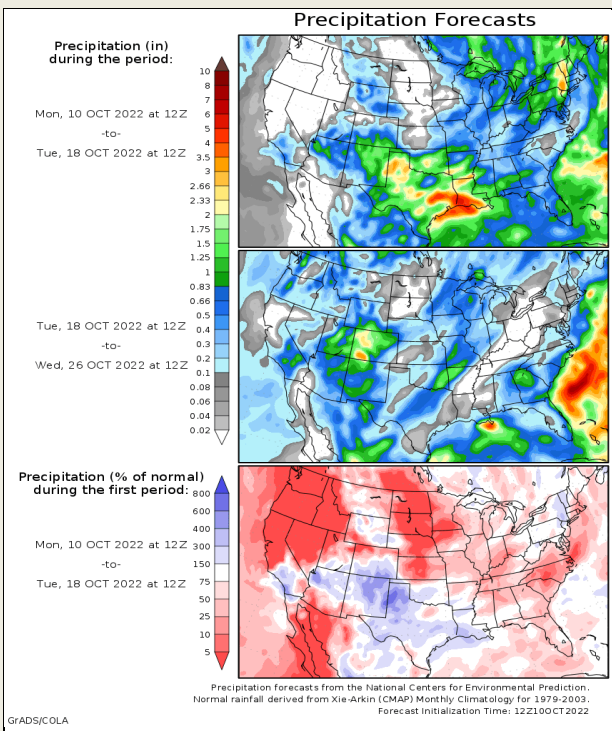 Precipitation Forecasts
Precipitation (in)
during the period:
Mon, 10 OCT 2022 at 12Z
-to-
Tue, 18 OCT 2022 at 12Z
10
8
7
6
5
4
3.5
3
2.66
2.33
2
1.75
1.5
1.25
1
0.83
0.66
0.5
0.4
0.3
0.2
0.1
0.08
0.06
0.04
0.02
Tue, 18 OCT 2022 at 12Z
-to-
Wed, 26 OCT 2022 at 12Z
Precipitation (% of normal)
during the first period:
Mon, 10 OCT 2022 at 12Z
-to-
Tue, 18 OCT 2022 at 12Z
800
600
400
300
150
75
50
25
10
5
Precipitation forecasts from the National Centers for Environmental Prediction.
Normal rainfall derived from Xie-Arkin (CMAP) Monthly Climatology for 1979-2003.
Forecast Initialization Time: 12Z10OCT2022
GrADS/COLA